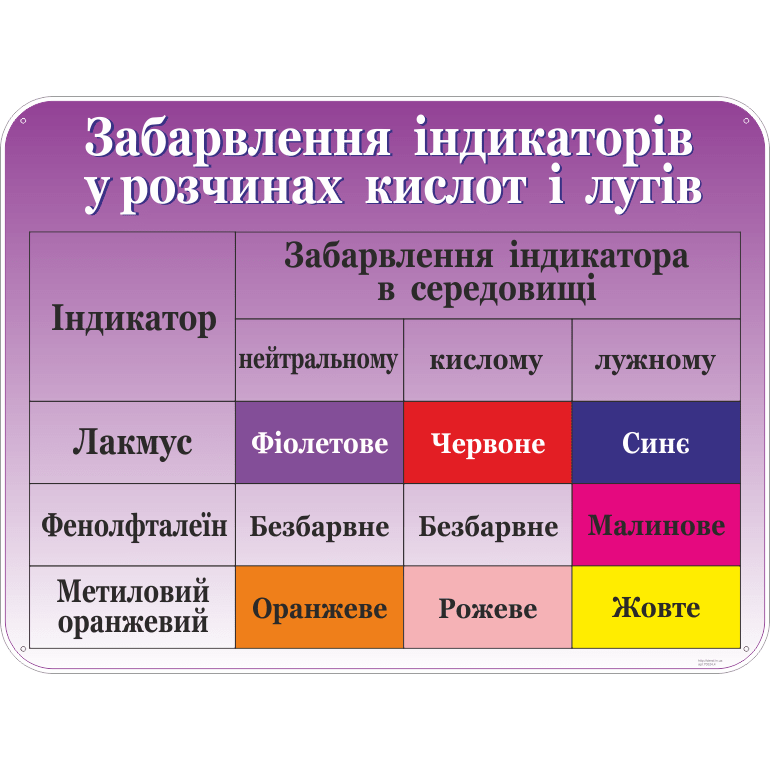 Забарвлення індикаторів
у розчинах кислот і лугів
Індикатор
Забарвлення індикатора
в середовищі
нейтральному кислому лужному
Лакмус Фіолетове Червоне Синє
Фенолфталеїн Безбарвне Безбарвне Малинове
Метиловий
оранжевий
Оранжеве Рожеве Жовте